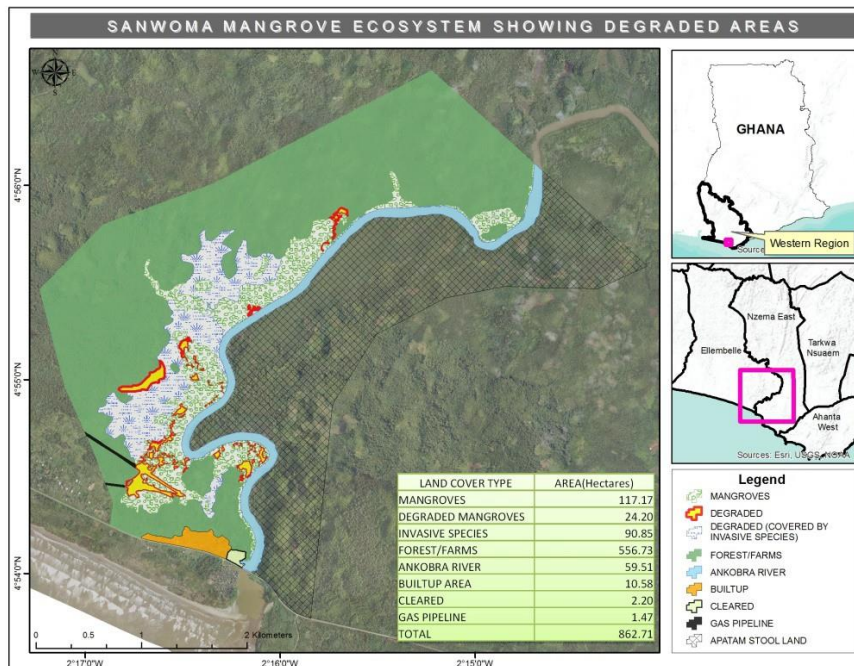 SANWOMA MANGROVE ECOSYSTEM SHOWING DEGRADED AREAS
N
W E
S
4°56'0"N
4°55'0"N
4°54'0"N
0 0.5 1 2 Kilometers
2°17'0"W 2°16'0"W 2°15'0"W
LAND COVER TYPE AREA(Hectares)
MANGROVES 117.17
DEGRADED MANGROVES 24.20
INVASIVE SPECIES 90.85
FOREST/FARMS 556.73
ANKOBRA RIVER 59.51
BUILTUP AREA 10.58
CLEARED 2.20
GAS PIPELINE 1.47
TOTAL 862.71
GHANA
Western Region
Sourc
Nzema East
Ellembelle
Tarkwa
Nsuaem
Ahanta
West
Sources: Esri, USGS, NOAA
Legend
MANGROVES
DEGRADED
DEGRADED (COVERED BY
INVASIVE SPECIES)
FOREST/FARMS
ANKOBRA RIVER
BUILTUP
CLEARED
GAS PIPELINE
APATAM STOOL LAND